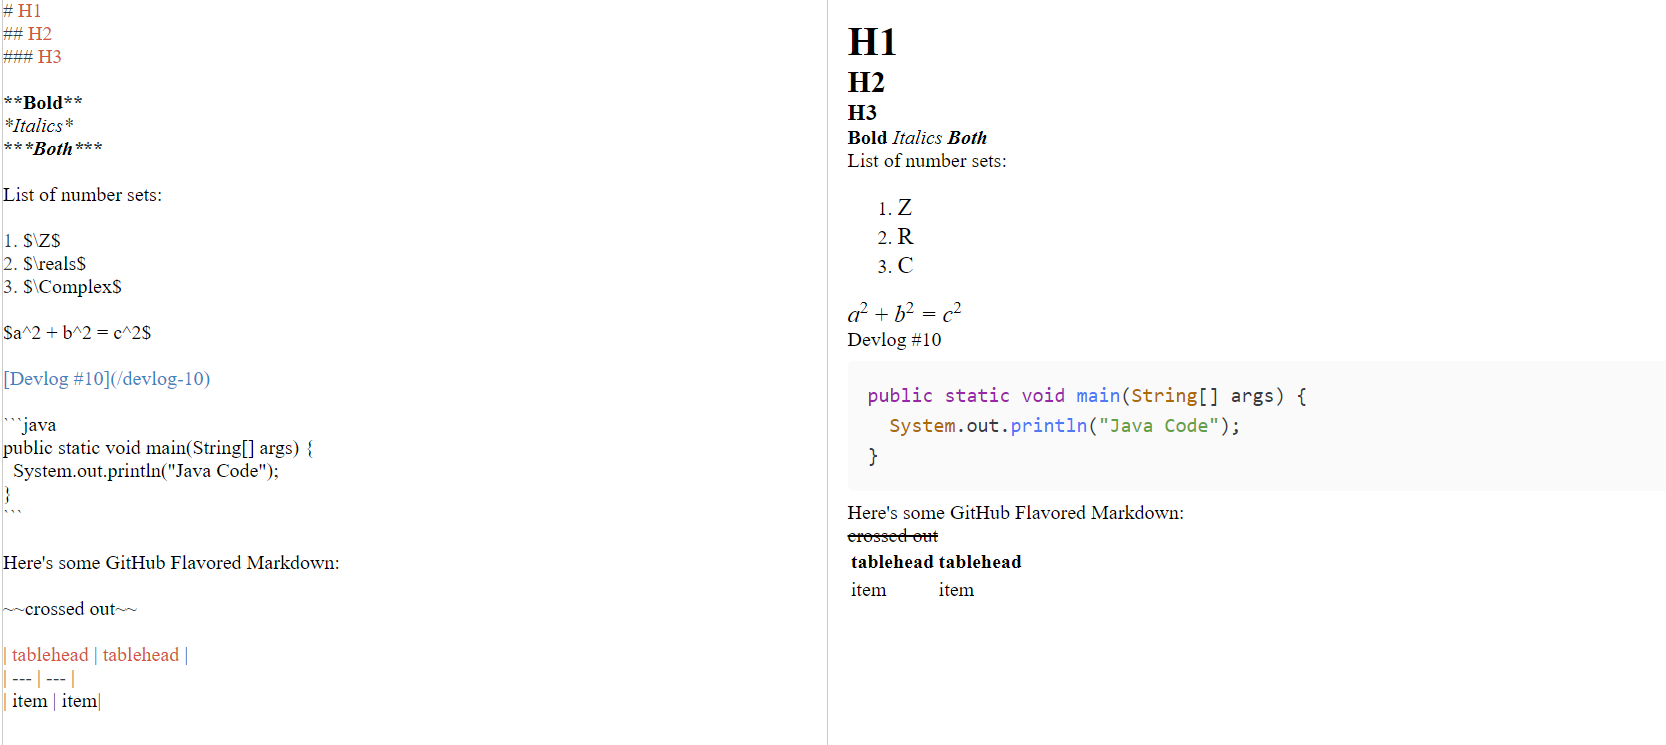 # H1
## H2
### H3
**Bold**
*Italics*
***Both***
List of number sets:
1. $\Z$
2. $\reals$
3. $\Complex$
$a^2 + b^2 = c^2$
[Devlog #10](/devlog-10)
```java
public static void main(String[] args) {
  System.out.println("Java Code");
}
```
Here's some GitHub Flavored Markdown:
~~crossed out~~
| tablehead | tablehead |
| --- | --- |
| item | item|
H1
H2
H3
Bold Italics Both
List of number sets:
1. Z
2. R
3. C
a² + b² = c²
Devlog #10
public static void main(String[] args) {
  System.out.println("Java Code");
}
Here's some GitHub Flavored Markdown:
crossed out
tablehead tablehead
item item